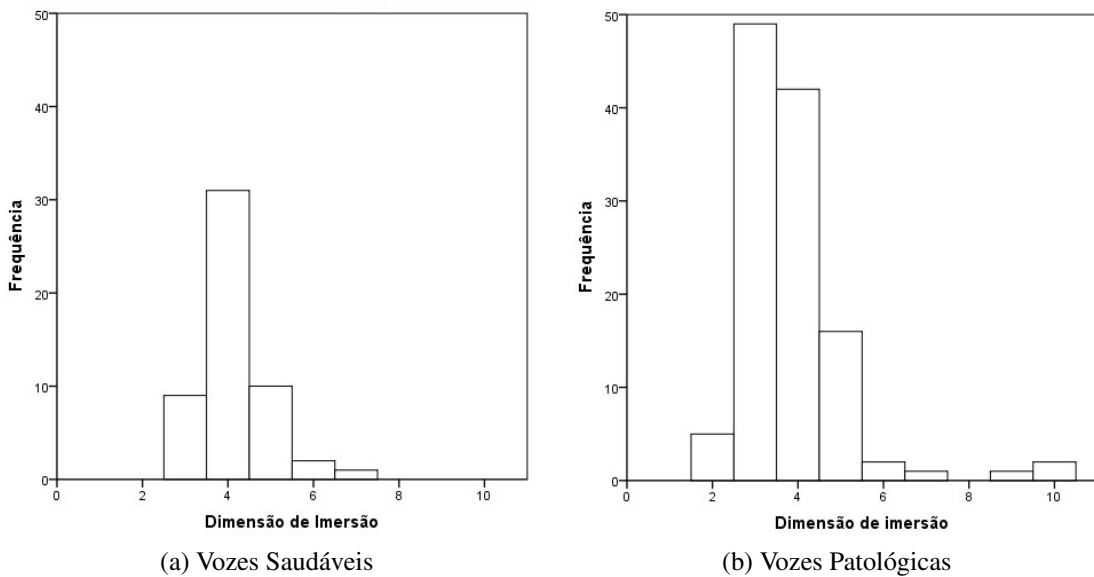 50
40
30
20
10
0
Frequência
0 2 4 6 8 10
Dimensão de Imersão
(a) Vozes Saudáveis
50
40
30
20
10
0
Frequência
0 2 4 6 8 10
Dimensão de imersão
(b) Vozes Patológicas